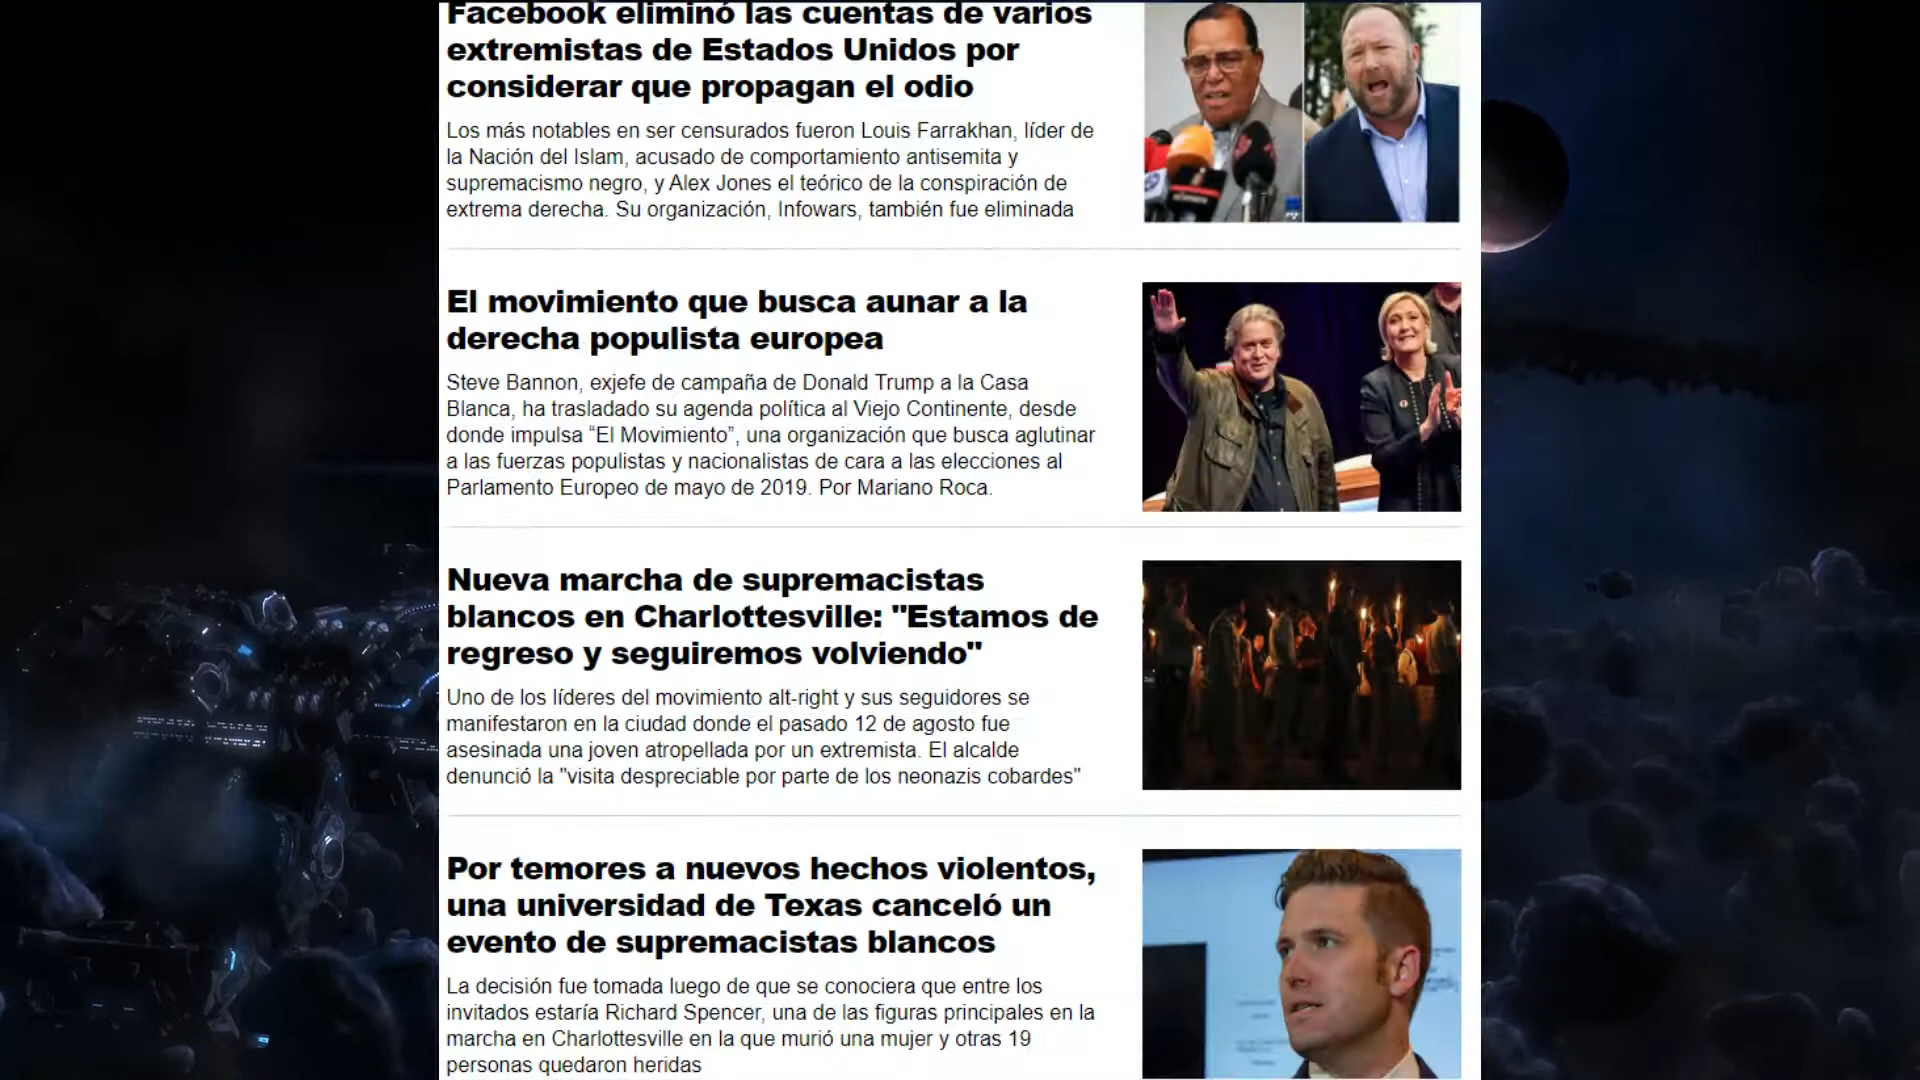 Facebook eliminó las cuentas de varios
extremistas de Estados Unidos por
considerar que propagan el odio
Los más notables en ser censurados fueron Louis Farrakhan, líder de
la Nación del Islam, acusado de comportamiento antisemita y
supremacismo negro, y Alex Jones el teórico de la conspiración de
extrema derecha. Su organización, Infowars, también fue eliminada
El movimiento que busca aunar a la
derecha populista europea
Steve Bannon, exjefe de campaña de Donald Trump a la Casa
Blanca, ha trasladado su agenda política al Viejo Continente, desde
donde impulsa “El Movimiento”, una organización que busca aglutinar
a las fuerzas populistas y nacionalistas de cara a las elecciones al
Parlamento Europeo de mayo de 2019. Por Mariano Roca.
Nueva marcha de supremacistas
blancos en Charlottesville: "Estamos de
regreso y seguiremos volviendo"
Uno de los líderes del movimiento alt-right y sus seguidores se
manifestaron en la ciudad donde el pasado 12 de agosto fue
asesinada una joven atropellada por un extremista. El alcalde
denunció la "visita despreciable por parte de los neonazis cobardes"
Por temores a nuevos hechos violentos,
una universidad de Texas canceló un
evento de supremacistas blancos
La decisión fue tomada luego de que se conociera que entre los
invitados estaría Richard Spencer, una de las figuras principales en la
marcha en Charlottesville en la que murió una mujer y otras 19
personas quedaron heridas